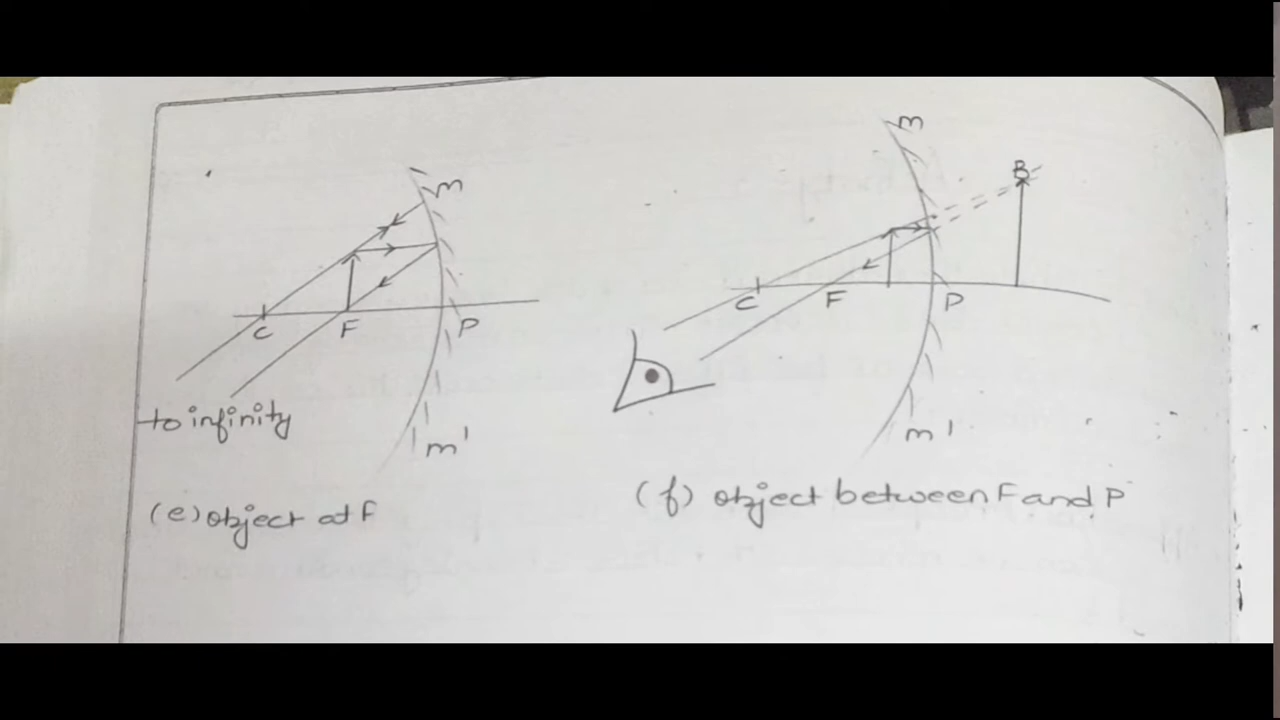 m
C F P
to infinity
m'
(e) object at F
m
B
C F P
m'
(f) object between F and P